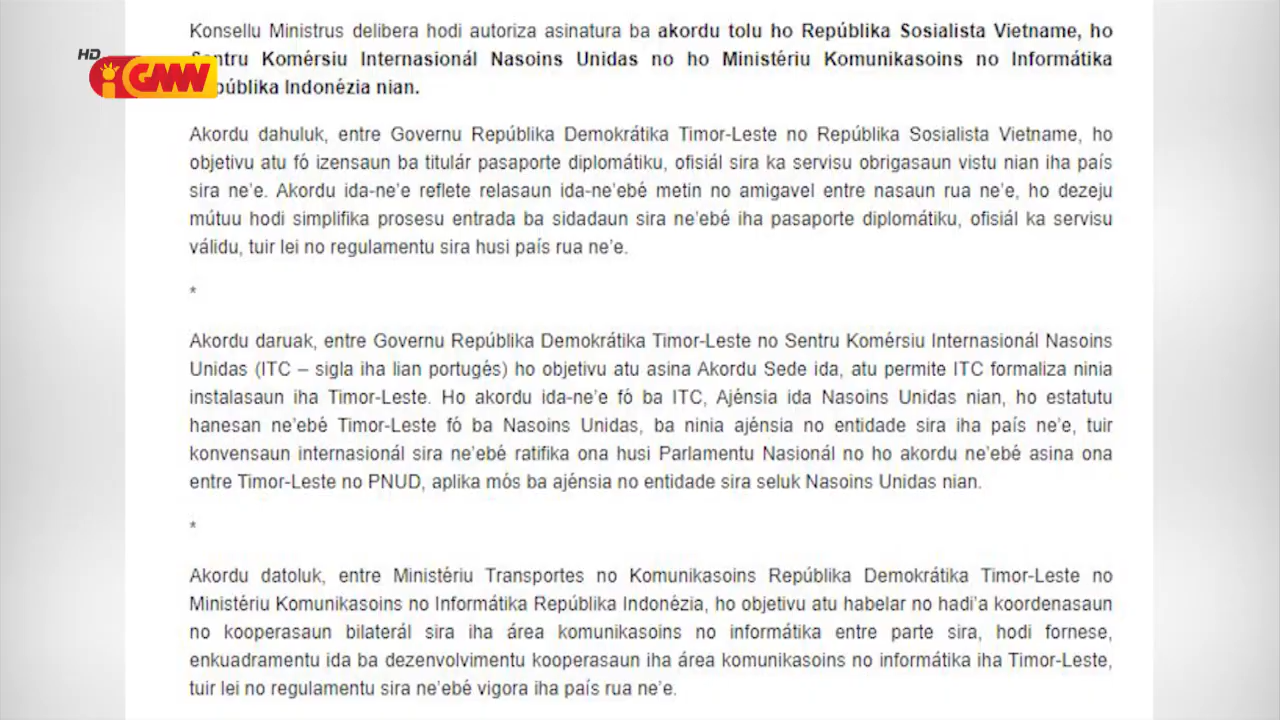 Konsellu Ministrus delibera hodi autoriza asinatura ba akordu tolu ho Repúblika Sosialista Vietname, ho
HD
Sentru Komérsiu Internasionál Nasoins Unidas no ho Ministériu Komunikasoins no Informátika
GMN
Repúblika Indonézia nian.
Akordu dahuluk, entre Governu Repúblika Demokrátika Timor-Leste no Repúblika Sosialista Vietname, ho
objetivu atu fó izensaun ba titulár pasaporte diplomátiku, ofisiál sira ka servisu obrigasaun vistu nian iha país
sira ne’e. Akordu ida-ne’e reflete relasaun ida-ne’ebé metin no amigavel entre nasaun rua ne’e, ho dezeju
mútuu hodi simplifika prosesu entrada ba sidadaun sira ne’ebé iha pasaporte diplomátiku, ofisiál ka servisu
válidu, tuir lei no regulamentu sira husi país rua ne’e.
*
Akordu daruak, entre Governu Repúblika Demokrátika Timor-Leste no Sentru Komérsiu Internasionál Nasoins
Unidas (ITC – sigla iha lian portugés) ho objetivu atu asina Akordu Sede ida, atu permite ITC formaliza ninia
instalasaun iha Timor-Leste. Ho akordu ida-ne’e fó ba ITC, Ajénsia ida Nasoins Unidas nian, ho estatutu
hanesan ne’ebé Timor-Leste fó ba Nasoins Unidas, ba ninia ajénsia no entidade sira iha país ne’e, tuir
konvensaun internasionál sira ne’ebé ratifika ona husi Parlamentu Nasionál no ho akordu ne’ebé asina ona
entre Timor-Leste no PNUD, aplika mós ba ajénsia no entidade sira seluk Nasoins Unidas nian.
*
Akordu datoluk, entre Ministériu Transportes no Komunikasoins Repúblika Demokrátika Timor-Leste no
Ministériu Komunikasoins no Informátika Repúblika Indonézia, ho objetivu atu habelar no hadi’a koordenasaun
no kooperasaun bilaterál sira iha área komunikasoins no informátika entre parte sira, hodi fornese,
enkuadramentu ida ba dezenvolvimentu kooperasaun iha área komunikasoins no informátika iha Timor-Leste,
tuir lei no regulamentu sira ne’ebé vigora iha país rua ne’e.